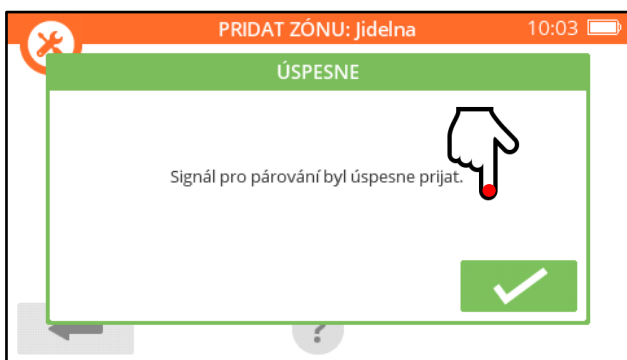 PRIDAT ZÓNU: Jidelna 10:03
ÚSPESNE
Signál pro párování byl úspesne prijat.
?